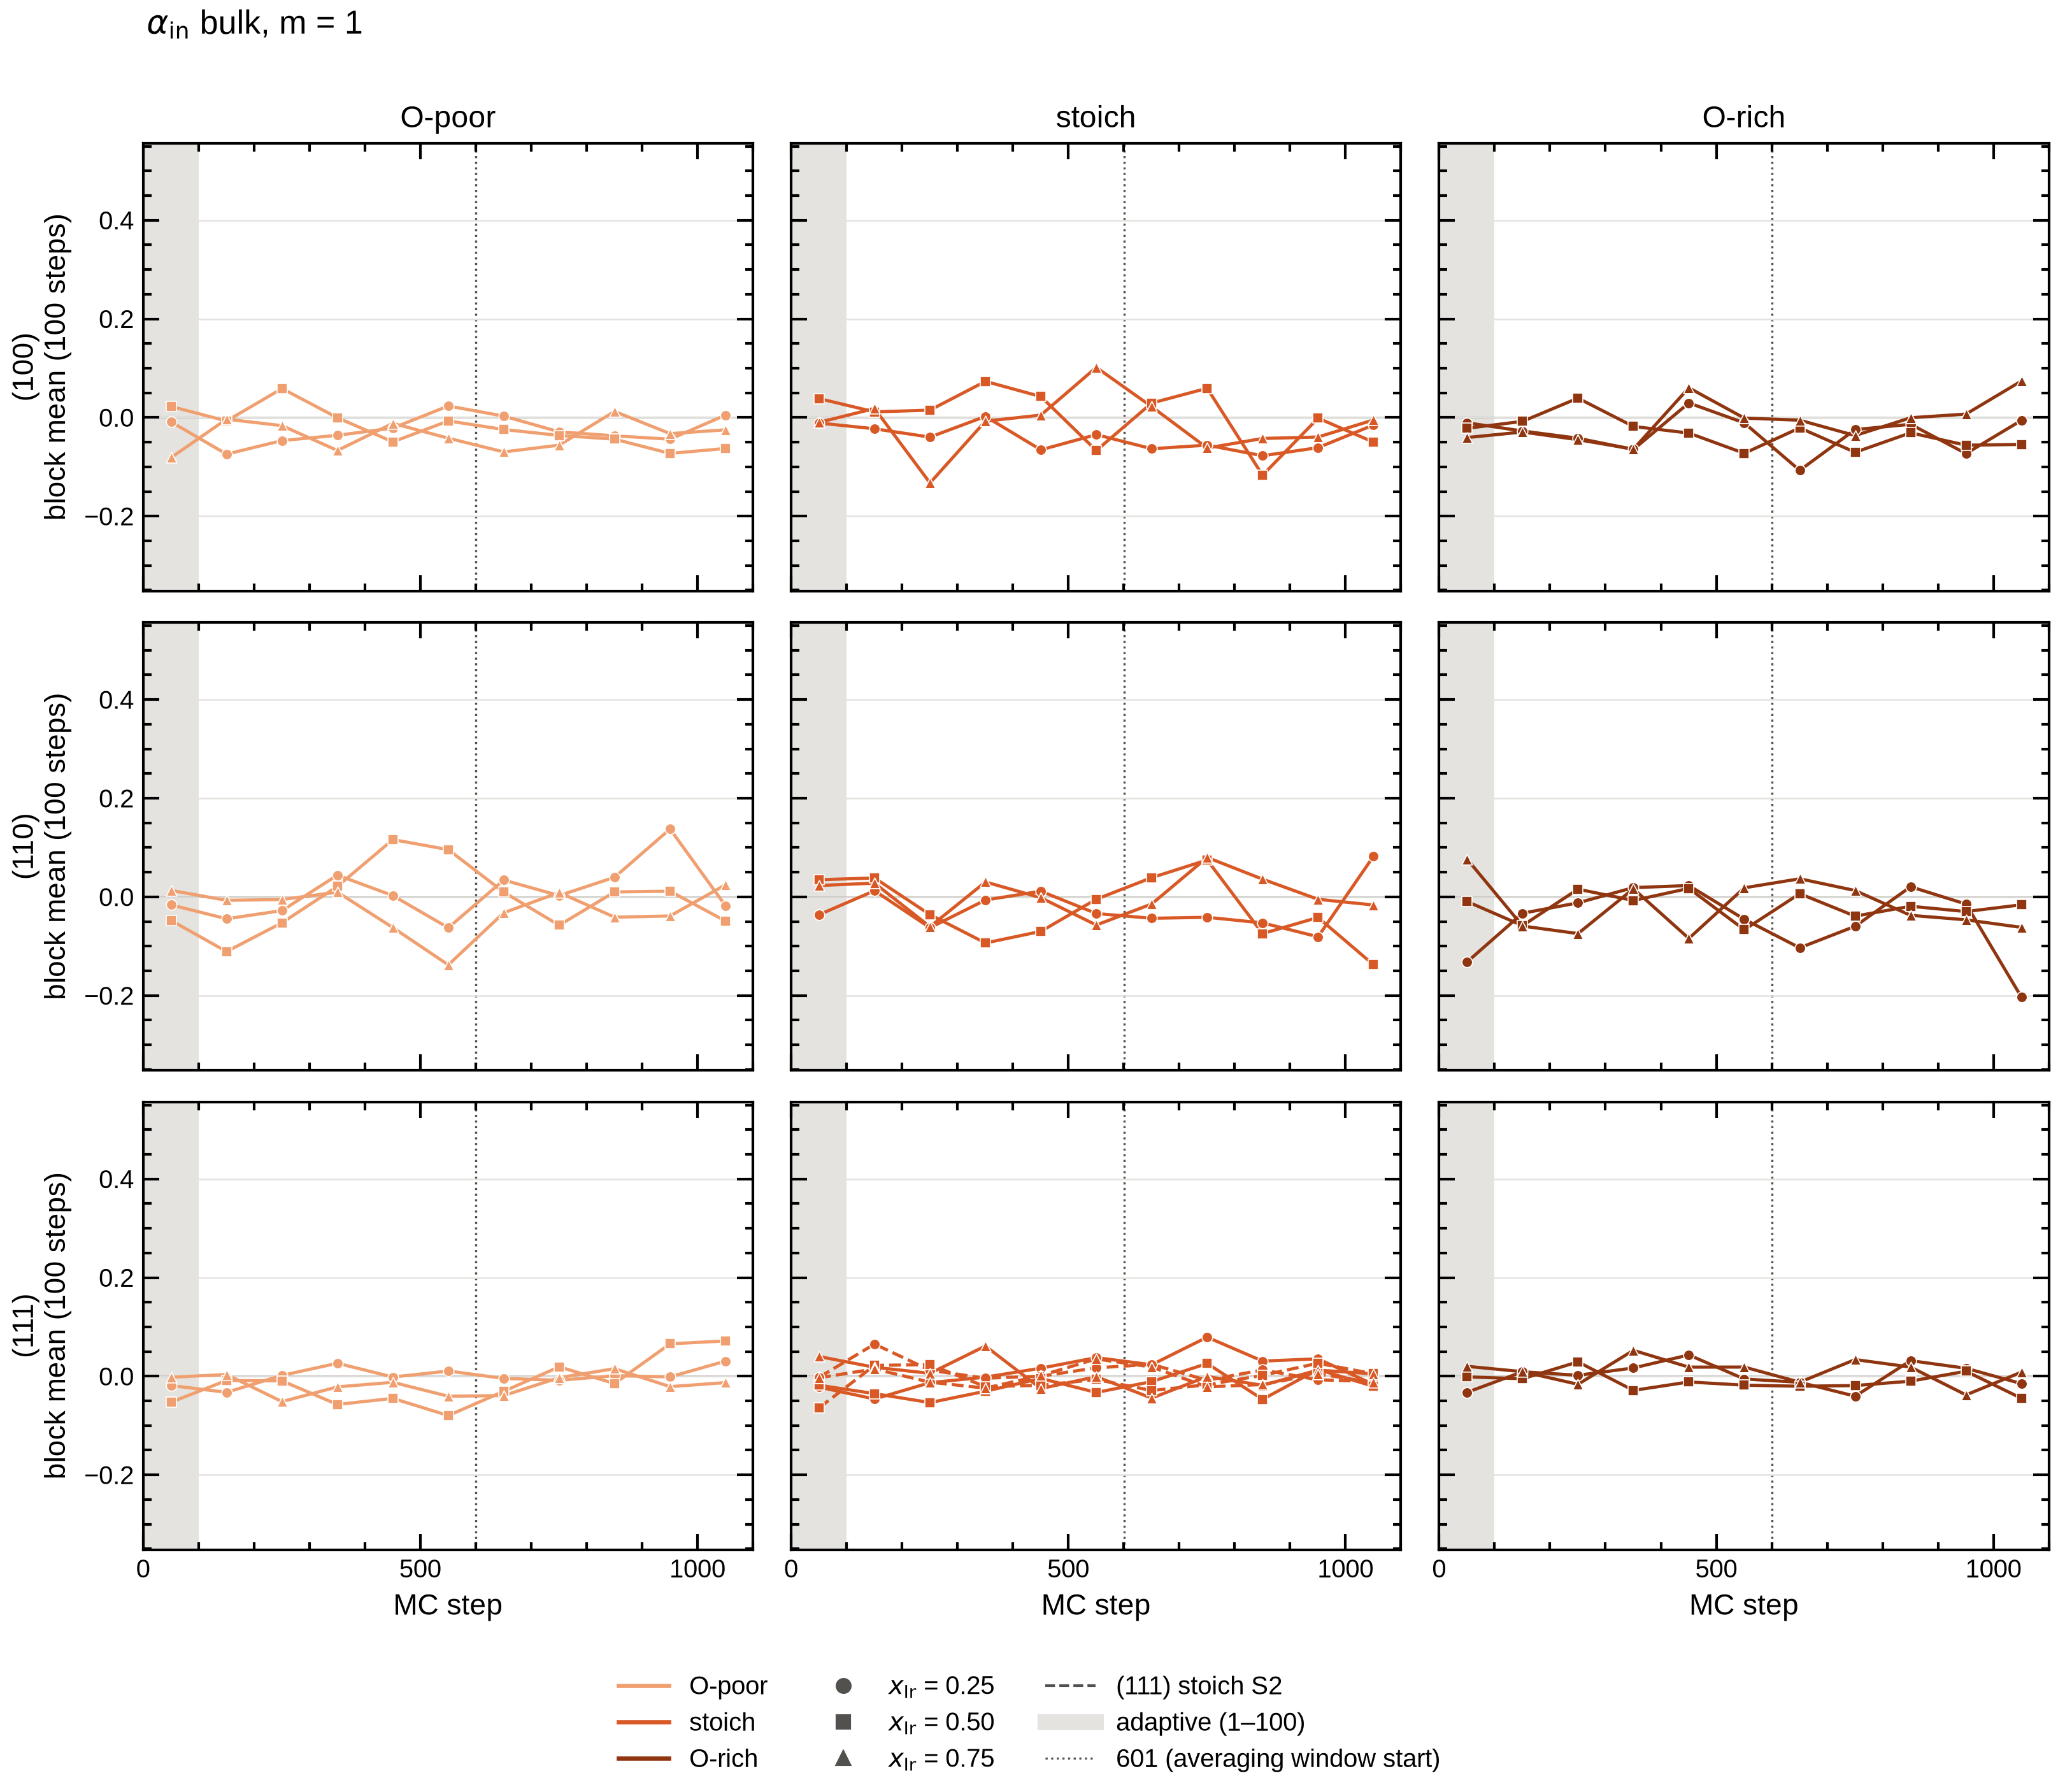 α_in bulk, m = 1
O-poor
stoich
O-rich
(100)
block mean (100 steps)
0.4
0.2
0.0
−0.2
(110)
block mean (100 steps)
0.4
0.2
0.0
−0.2
(111)
block mean (100 steps)
0.4
0.2
0.0
−0.2
0 500 1000
0 500 1000
0 500 1000
MC step
MC step
MC step
O-poor
stoich
O-rich
x_Ir = 0.25
x_Ir = 0.50
x_Ir = 0.75
(111) stoich S2
adaptive (1–100)
601 (averaging window start)